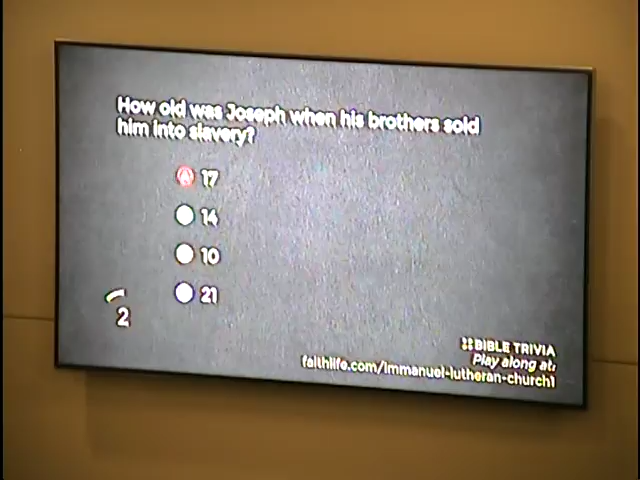 How old was Joseph when his brothers sold
him into slavery?
A 17
14
10
21
2
BIBLE TRIVIA
Play along at:
faithlife.com/immanuel-lutheran-church1